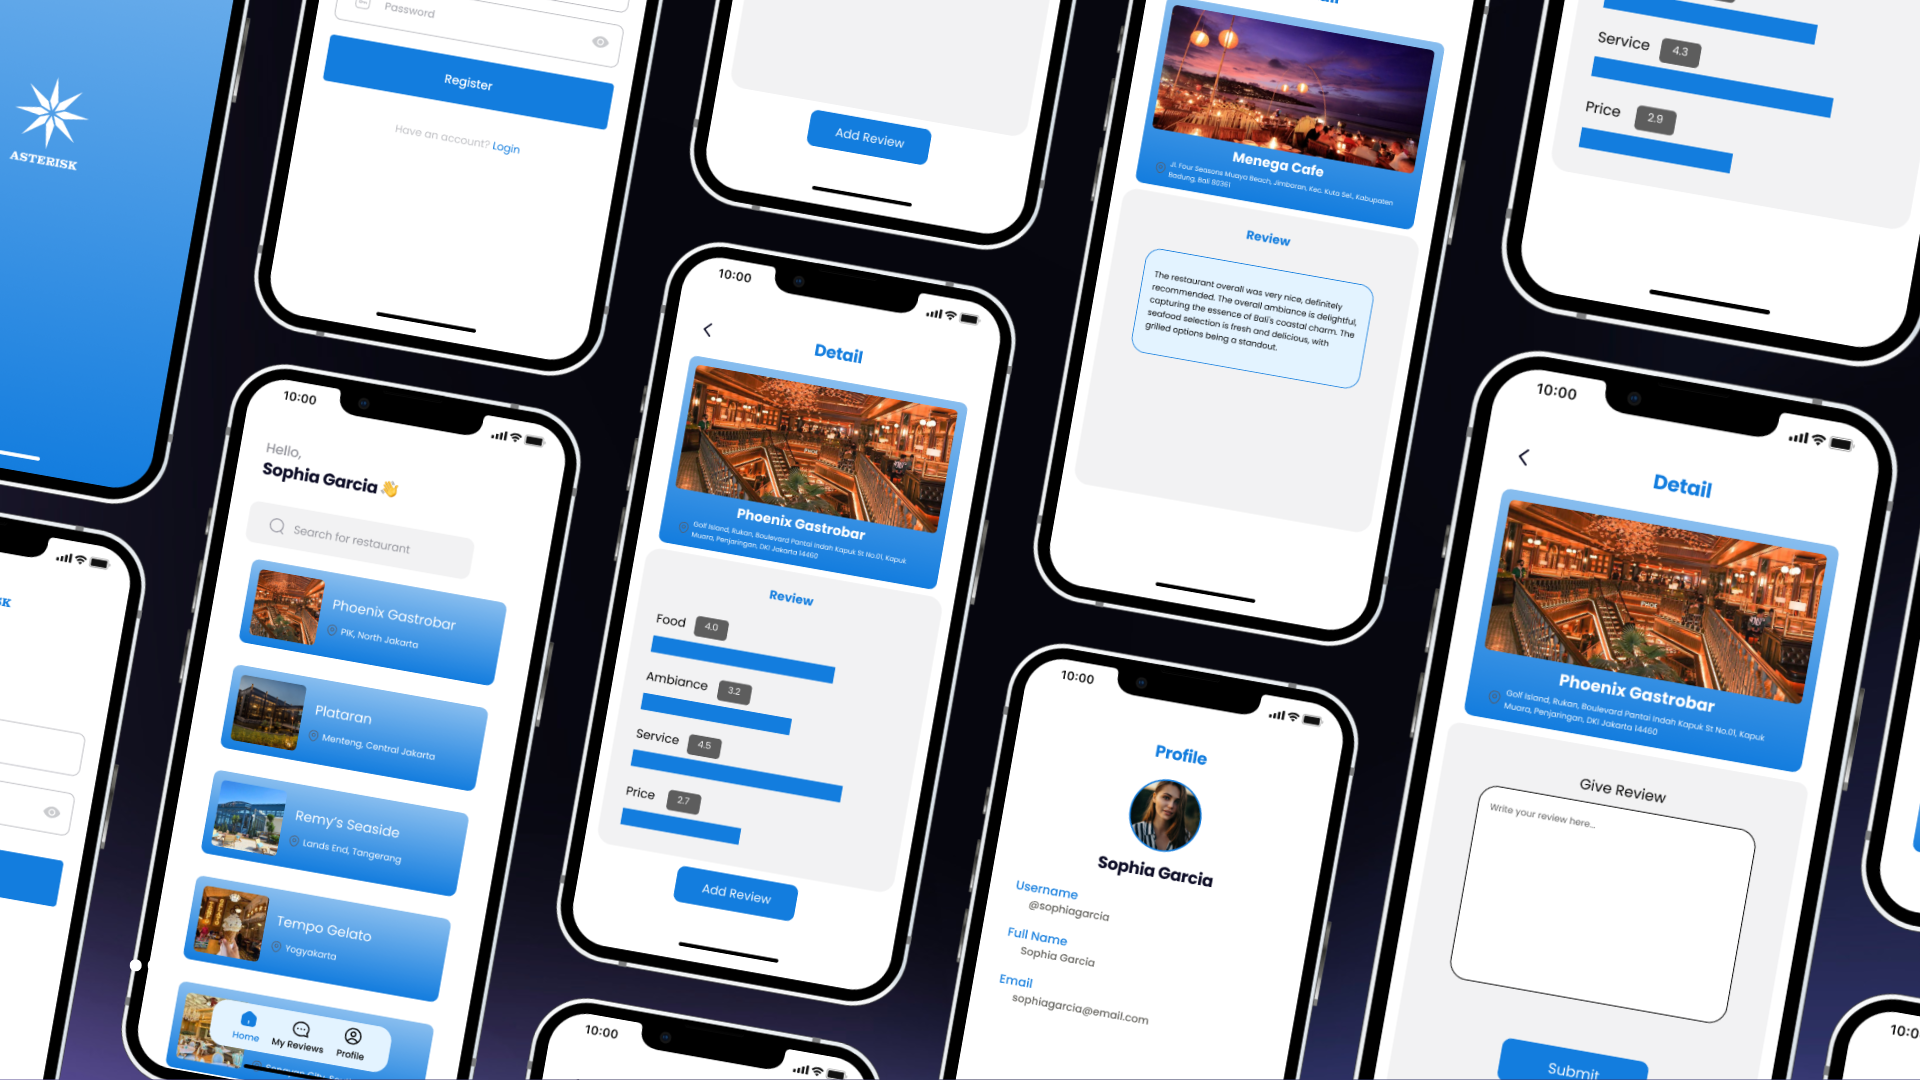 ASTERISK
SK
Password
Register
Have an account? Login
10:00
Hello,
Sophia Garcia 👋
Search for restaurant
Phoenix Gastrobar
PIK, North Jakarta
Plataran
Menteng, Central Jakarta
Remy's Seaside
Lands End, Tangerang
Tempo Gelato
Yogyakarta
Home
My Reviews
Profile
Add Review
10:00
Detail
Phoenix Gastrobar
Golf Island, Rukan, Boulevard Pantai Indah Kapuk St No.01, Kapuk
Muara, Penjaringan, DKI Jakarta 14460
Review
Food 4.0
Ambiance 3.2
Service 4.5
Price 2.7
Add Review
10:00
Menega Cafe
Jl. Four Seasons Muaya Beach, Jimbaran, Kec. Kuta Sel., Kabupaten
Badung, Bali 80361
Review
The restaurant overall was very nice, definitely
recommended. The overall ambiance is delightful,
capturing the essence of Bali's coastal charm. The
seafood selection is fresh and delicious, with
grilled options being a standout.
10:00
Profile
Sophia Garcia
Username
@sophiagarcia
Full Name
Sophia Garcia
Email
sophiagarcia@email.com
Service 4.3
Price 2.9
10:00
Detail
Phoenix Gastrobar
Golf Island, Rukan, Boulevard Pantai Indah Kapuk St No.01, Kapuk
Muara, Penjaringan, DKI Jakarta 14460
Give Review
Write your review here...
Submit
10:0